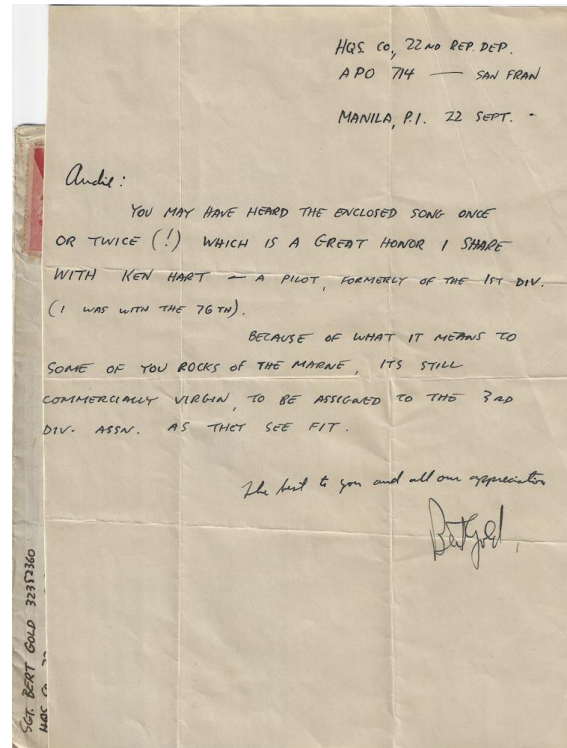 HQS. CO., 22ND REP. DEP.
APO 714 — SAN FRAN
MANILA, P.I. 22 SEPT. -
Audie:
YOU MAY HAVE HEARD THE ENCLOSED SONG ONCE
OR TWICE (!) WHICH IS A GREAT HONOR I SHARE
WITH KEN HART — A PILOT, FORMERLY OF THE 1ST DIV.
(I WAS WITH THE 76TH).
BECAUSE OF WHAT IT MEANS TO
SOME OF YOU ROCKS OF THE MARNE, ITS STILL
COMMERCIALLY VIRGIN, TO BE ASSIGNED TO THE 3RD
DIV. ASSN. AS THEY SEE FIT.
The best to you and all our appreciation
Bert Gold
SGT. BERT GOLD 32352360
HQS CO